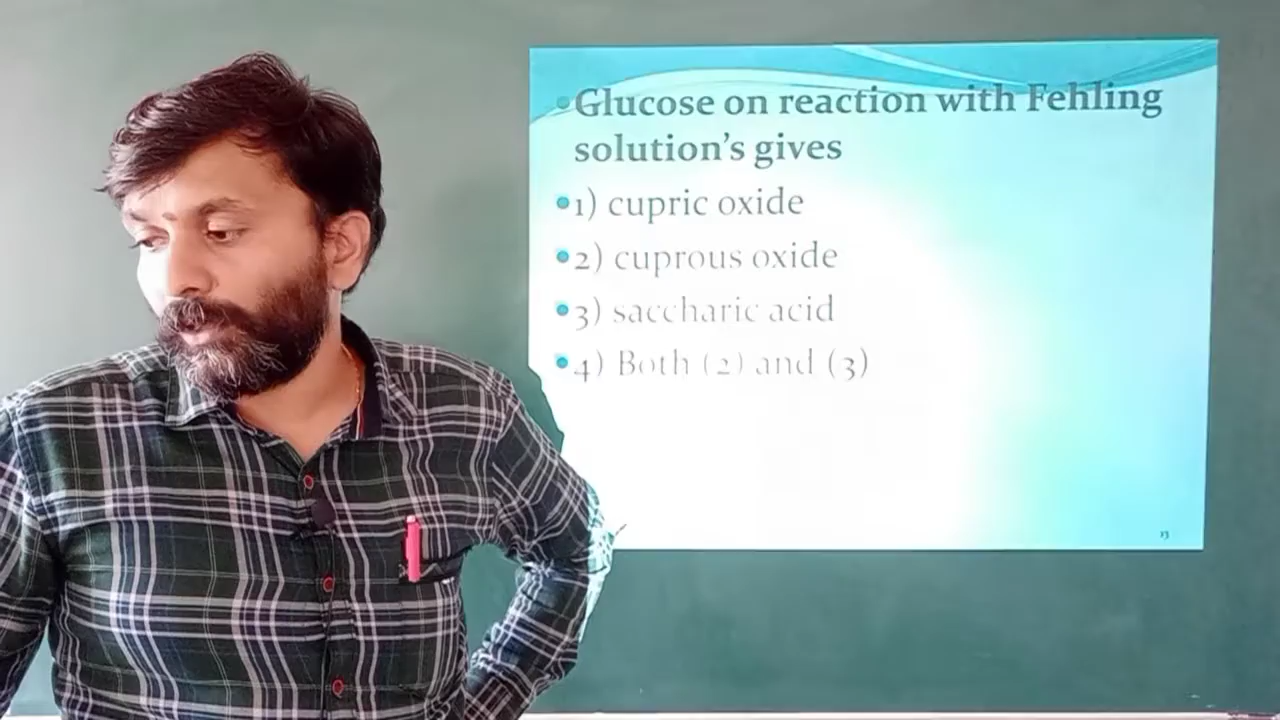 Glucose on reaction with Fehling
solution's gives
1) cupric oxide
2) cuprous oxide
3) saccharic acid
4) Both (2) and (3)
13